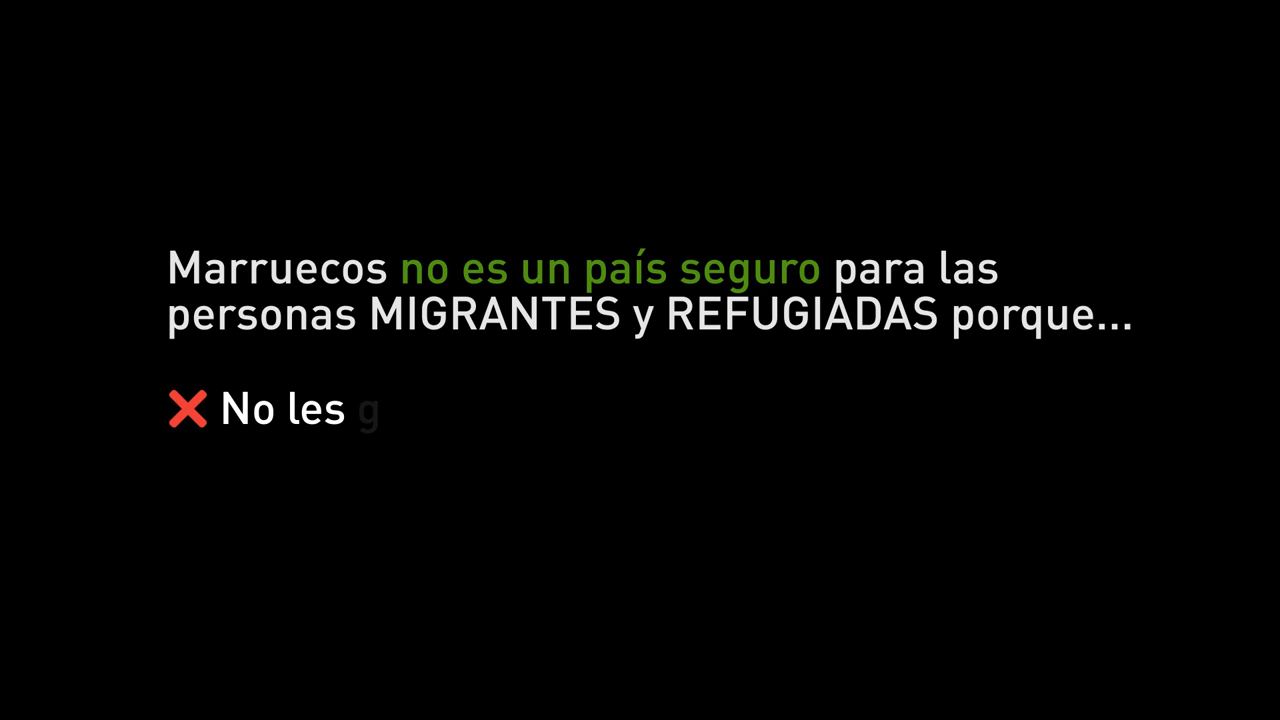 Marruecos no es un país seguro para las
personas MIGRANTES y REFUGIADAS porque...
❌ No les g